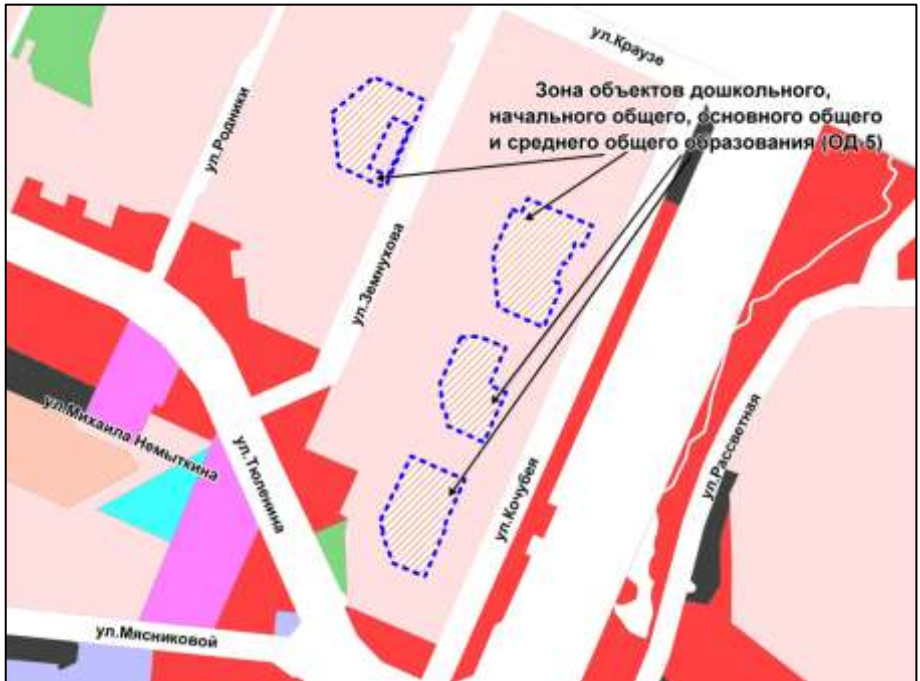 ул.Краузе
Зона объектов дошкольного,
начального общего, основного общего
и среднего общего образования (ОД-5)
ул.Родники
ул.Земнухова
ул.Михаила Немыткина
ул.Тюленина
ул.Кочубея
ул.Рассветная
ул.Мясниковой